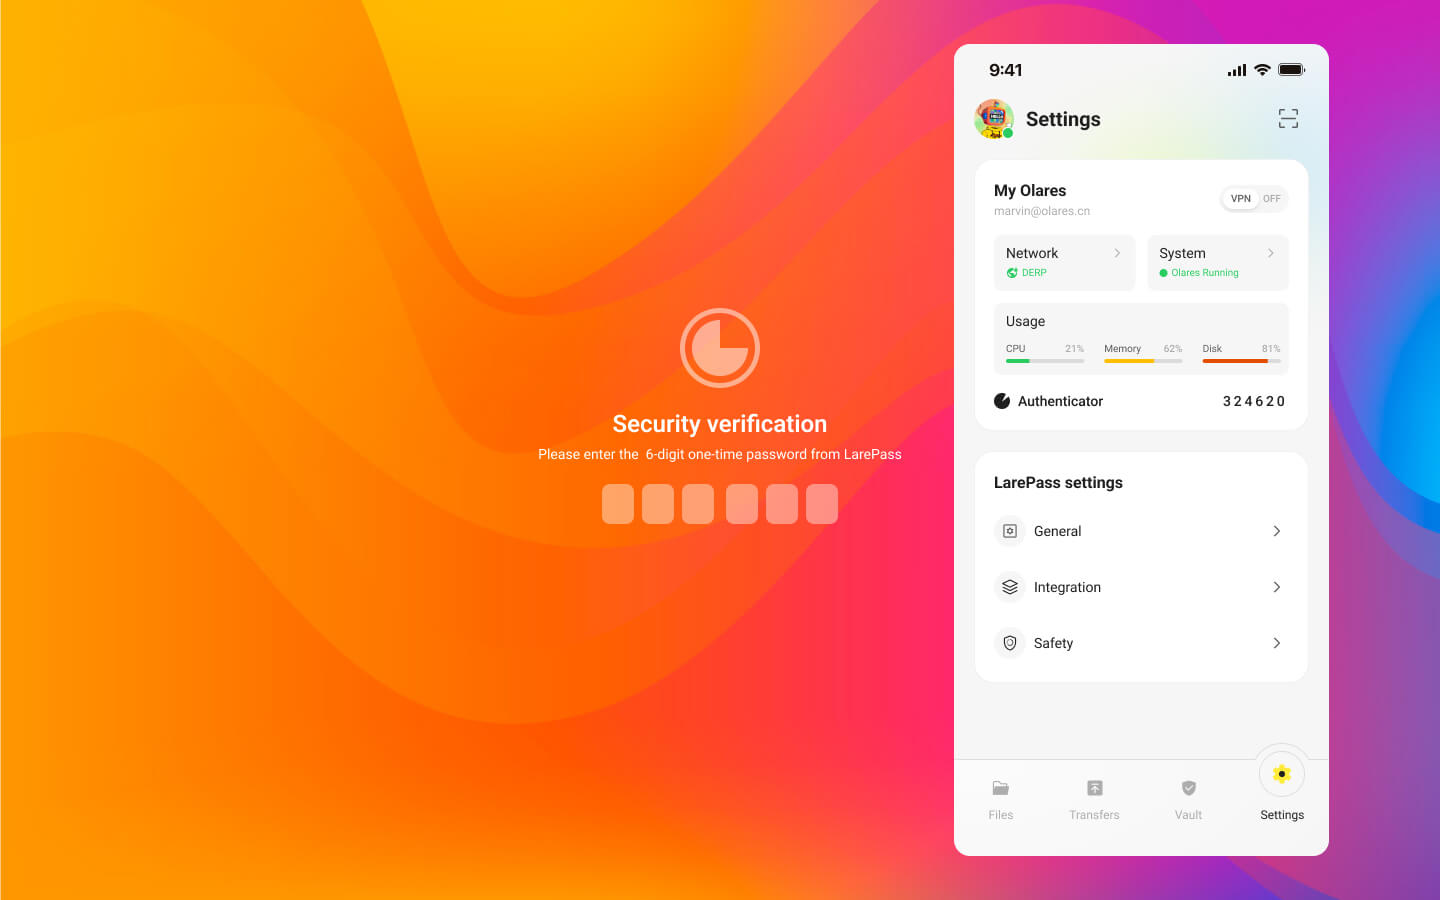 Security verification
Please enter the  6-digit one-time password from LarePass
9:41
Settings
My Olares
marvin@olares.cn
VPN OFF
Network
DERP
System
Olares Running
Usage
CPU 21%
Memory 62%
Disk 81%
Authenticator 324620
LarePass settings
General
Integration
Safety
Files Transfers Vault Settings